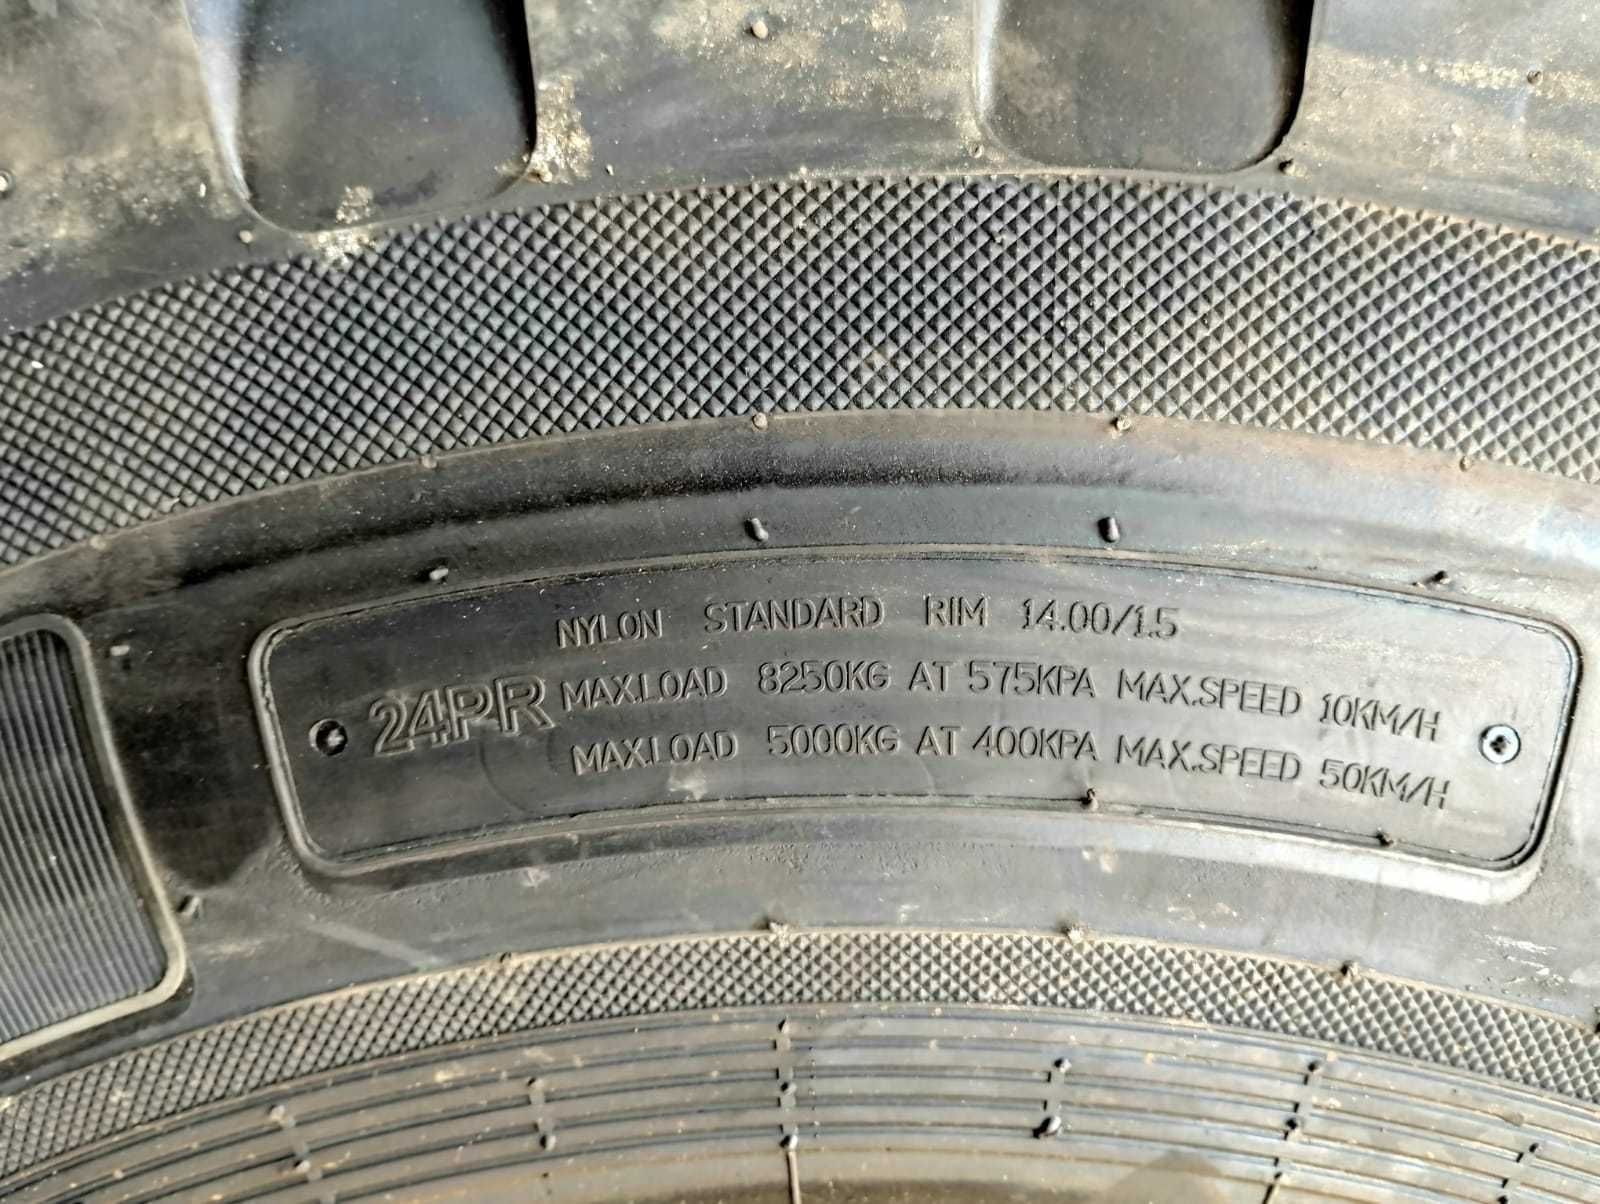 NYLON STANDARD RIM 14.00/1.5
24PR
MAX.LOAD 8250KG AT 575KPA MAX.SPEED 10KM/H
MAX.LOAD 5000KG AT 400KPA MAX.SPEED 50KM/H